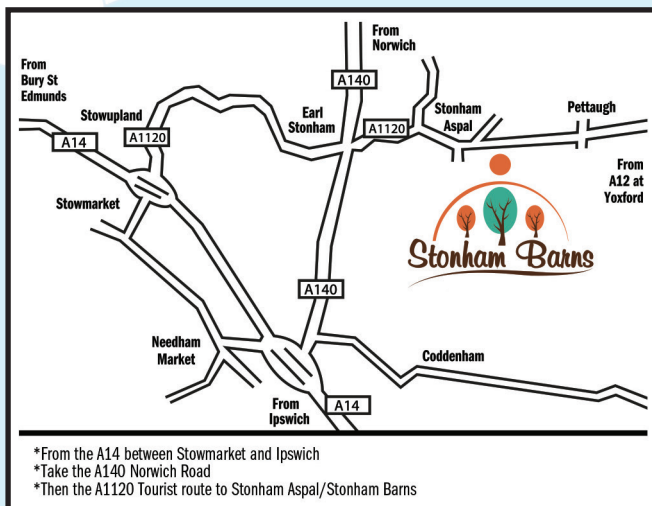 From
Norwich
From
Bury St
Edmunds
A140
Stowupland
Earl
Stonham
Stonham
Aspal
Pettaugh
A1120
A1120
A14
From
A12 at
Yoxford
Stowmarket
Stonham Barns
A140
Needham
Market
Coddenham
From
Ipswich
A14
*From the A14 between Stowmarket and Ipswich
*Take the A140 Norwich Road
*Then the A1120 Tourist route to Stonham Aspal/Stonham Barns